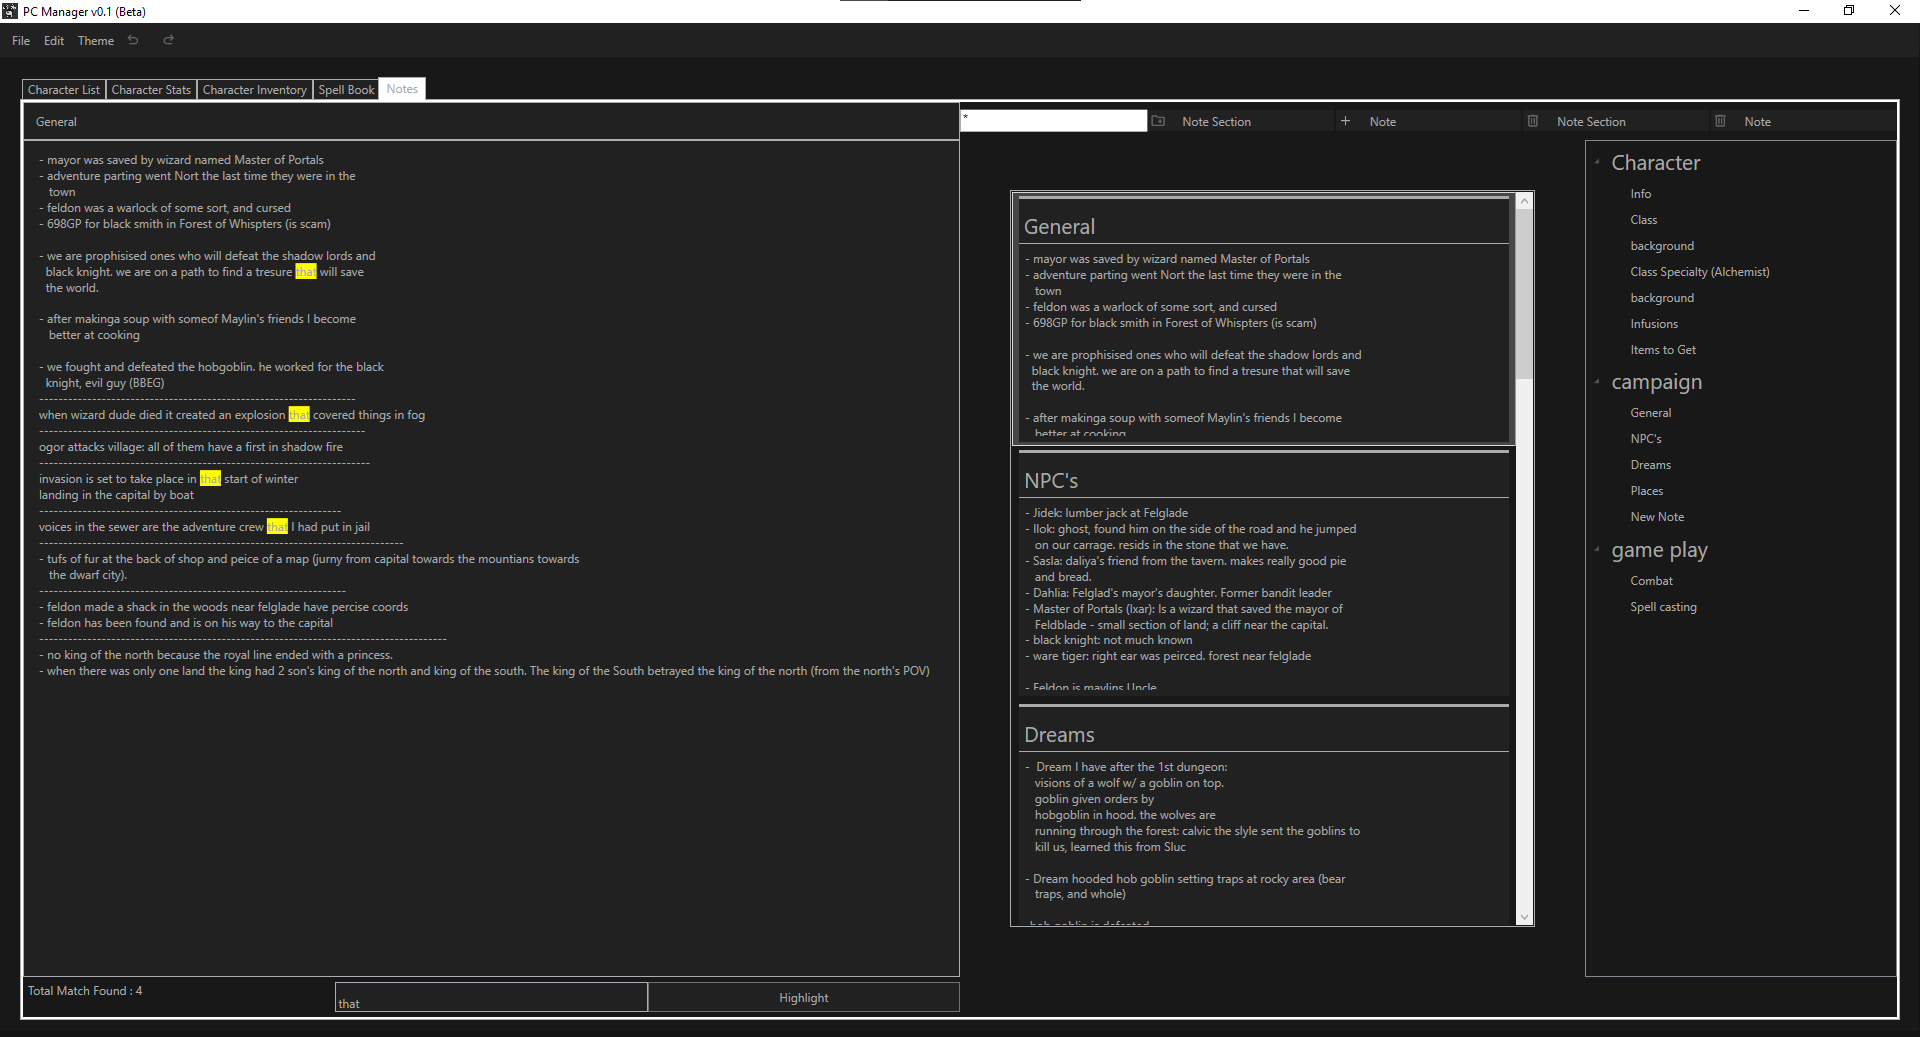 PC Manager v0.1 (Beta)
File Edit Theme
Character List Character Stats Character Inventory Spell Book Notes
General
- mayor was saved by wizard named Master of Portals
- adventure parting went Nort the last time they were in the
town
- feldon was a warlock of some sort, and cursed
- 698GP for black smith in Forest of Whispters (is scam)
- we are prophisised ones who will defeat the shadow lords and
black knight. we are on a path to find a tresure that will save
the world.
- after makinga soup with someof Maylin's friends I become
better at cooking
- we fought and defeated the hobgoblin. he worked for the black
knight, evil guy (BBEG)
------------------------------------------------------------------
when wizard dude died it created an explosion that covered things in fog
--------------------------------------------------------------------
ogor attacks village: all of them have a first in shadow fire
---------------------------------------------------------------------
invasion is set to take place in that start of winter
landing in the capital by boat
---------------------------------------------------------------
voices in the sewer are the adventure crew that I had put in jail
----------------------------------------------------------------------------
- tufs of fur at the back of shop and peice of a map (jurny from capital towards the mountians towards
the dwarf city).
----------------------------------------------------------------
- feldon made a shack in the woods near felglade have percise coords
- feldon has been found and is on his way to the capital
-------------------------------------------------------------------------------------
- no king of the north because the royal line ended with a princess.
- when there was only one land the king had 2 son's king of the north and king of the south. The king of the South betrayed the king of the north (from the north's POV)
Total Match Found : 4
that
Highlight
*
Note Section
+ Note
Note Section
Note
General
- mayor was saved by wizard named Master of Portals
- adventure parting went Nort the last time they were in the
town
- feldon was a warlock of some sort, and cursed
- 698GP for black smith in Forest of Whispters (is scam)
- we are prophisised ones who will defeat the shadow lords and
black knight. we are on a path to find a tresure that will save
the world.
- after makinga soup with someof Maylin's friends I become
better at cooking
NPC's
- Jidek: lumber jack at Felglade
- Ilok: ghost, found him on the side of the road and he jumped
on our carrage. resids in the stone that we have.
- Sasla: daliya's friend from the tavern. makes really good pie
and bread.
- Dahlia: Felglad's mayor's daughter. Former bandit leader
- Master of Portals (Ixar): Is a wizard that saved the mayor of
Feldblade - small section of land; a cliff near the capital.
- black knight: not much known
- ware tiger: right ear was peirced. forest near felglade
- Feldon is maylins Uncle
Dreams
- Dream I have after the 1st dungeon:
visions of a wolf w/ a goblin on top.
goblin given orders by
hobgoblin in hood. the wolves are
running through the forest: calvic the slyle sent the goblins to
kill us, learned this from Sluc
- Dream hooded hob goblin setting traps at rocky area (bear
traps, and whole)
hob goblin is defeated
Character
Info
Class
background
Class Specialty (Alchemist)
background
Infusions
Items to Get
campaign
General
NPC's
Dreams
Places
New Note
game play
Combat
Spell casting